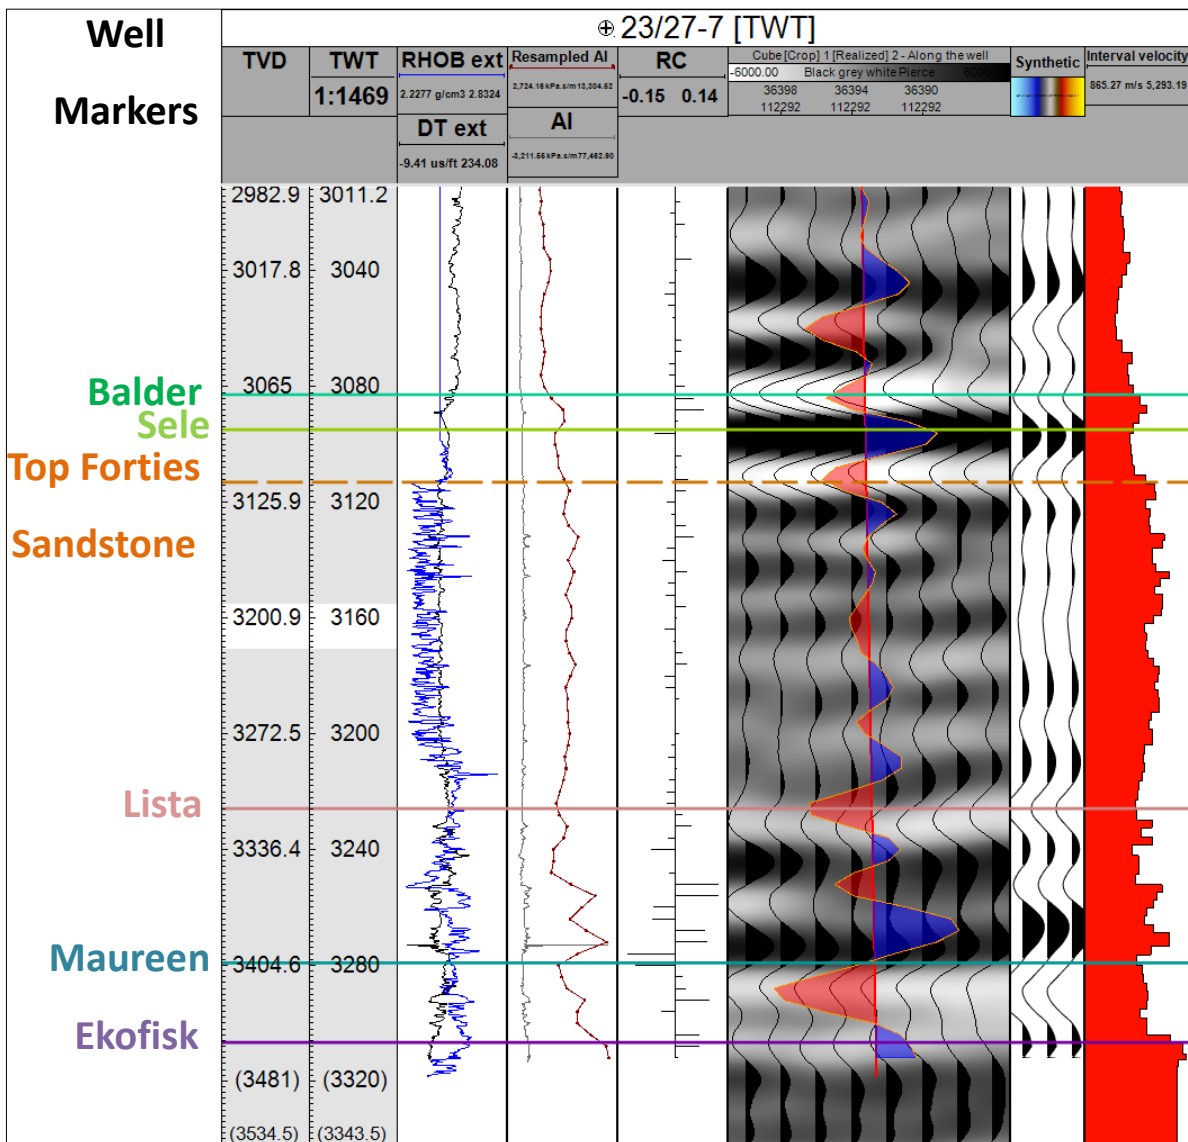 Well
Markers
23/27-7 [TWT]
TVD
TWT
1:1469
RHOB ext
2.2277 g/cm3 2.8324
DT ext
-9.41 us/ft 234.08
Resampled AI
AI
RC
-0.15 0.14
Cube [Crop] 1 [Realized] 2 - Along the well
-6000.00 Black grey white Pierce
36398 36394 36390
112292 112292 112292
Synthetic
Interval velocity
865.27 m/s 5,293.19
2982.9 3011.2
3017.8 3040
3065 3080
Balder
Sele
Top Forties
3125.9 3120
Sandstone
3200.9 3160
3272.5 3200
Lista
3336.4 3240
Maureen
3404.6 3280
Ekofisk
(3481) (3320)
(3534.5) (3343.5)